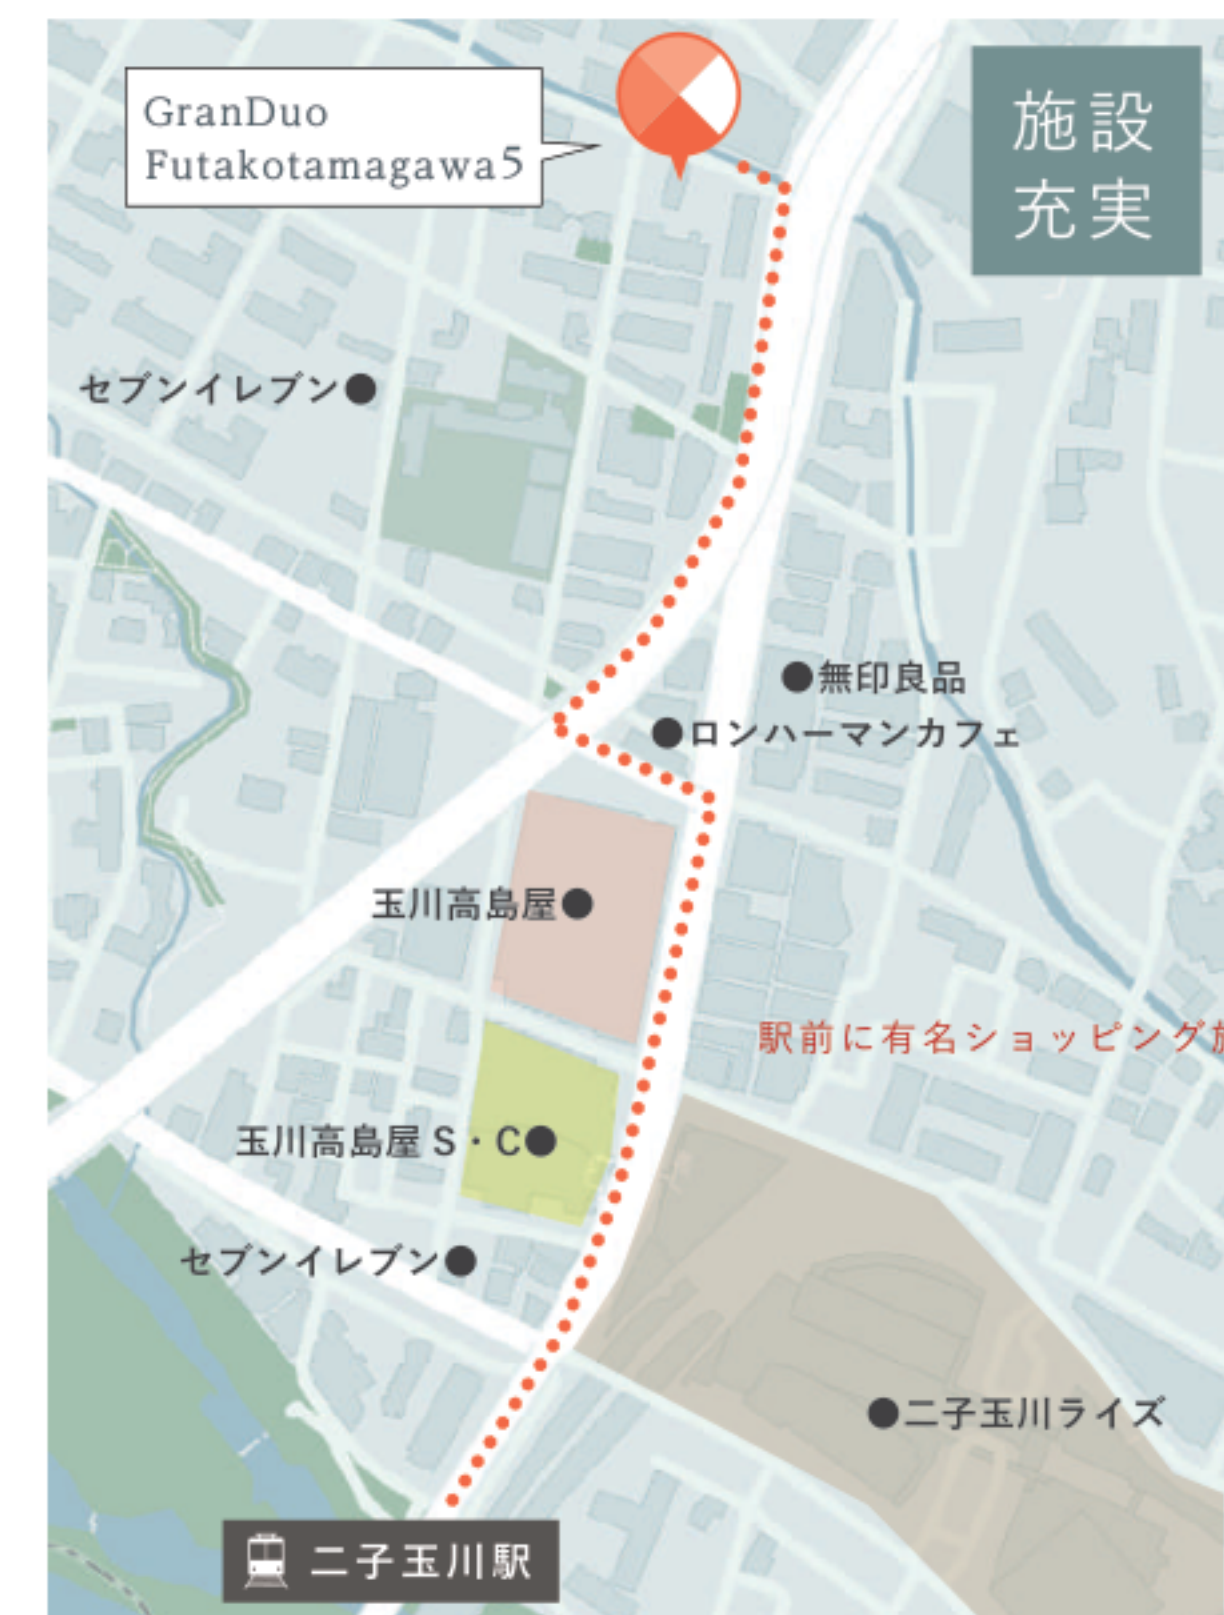 GranDuo
Futakotamagawa5
施設
充実
セブンイレブン
無印良品
ロンハーマンカフェ
玉川高島屋
駅前に有名ショッピング
玉川高島屋 S・C
セブンイレブン
二子玉川ライズ
二子玉川駅